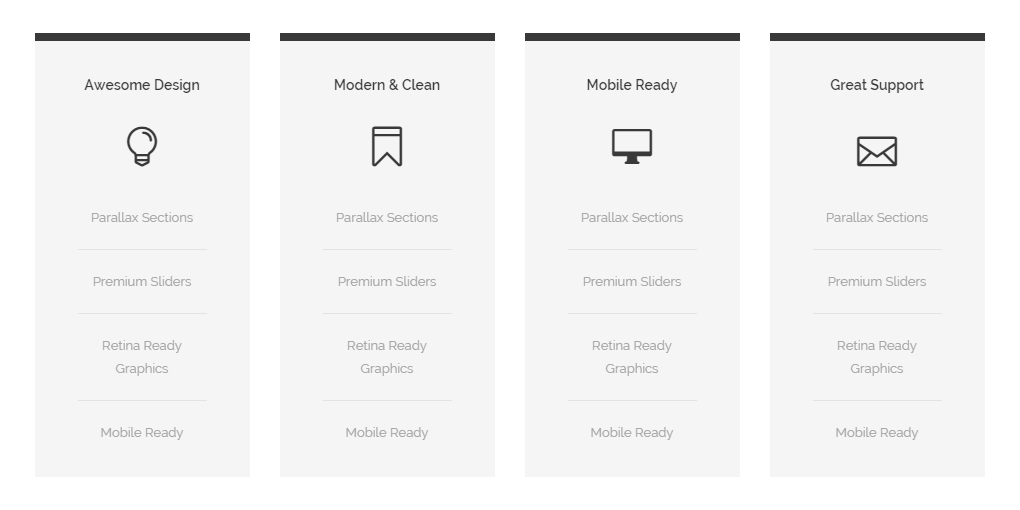 Awesome Design
Parallax Sections
Premium Sliders
Retina Ready
Graphics
Mobile Ready
Modern & Clean
Parallax Sections
Premium Sliders
Retina Ready
Graphics
Mobile Ready
Mobile Ready
Parallax Sections
Premium Sliders
Retina Ready
Graphics
Mobile Ready
Great Support
Parallax Sections
Premium Sliders
Retina Ready
Graphics
Mobile Ready